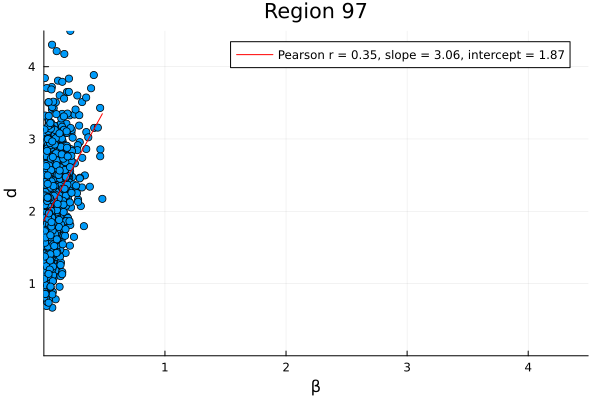 Region 97
Pearson r = 0.35, slope = 3.06, intercept = 1.87
4
3
2
1
d
1 2 3 4
β